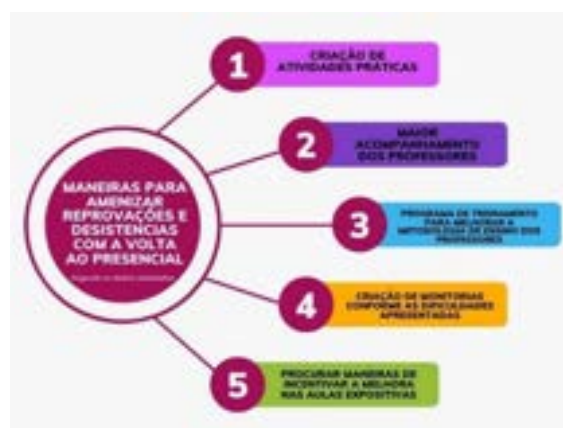 MANEIRAS PARA
AMENIZAR
REPROVAÇÕES E
DESISTENCIAS
COM A VOLTA
AO PRESENCIAL
1
CRIAÇÃO DE
ATIVIDADES PRÁTICAS
2
MAIOR
ACOMPANHAMENTO
DOS PROFESSORES
3
PROGRAMA DE TREINAMENTO
PARA MELHORAR A
METODOLOGIA DE ENSINO DOS
PROFESSORES
4
CRIAÇÃO DE MONITORIAS
CONFORME AS DIFICULDADES
APRESENTADAS
5
PROCURAR MANEIRAS DE
INCENTIVAR A MELHORA
NAS AULAS EXPOSITIVAS